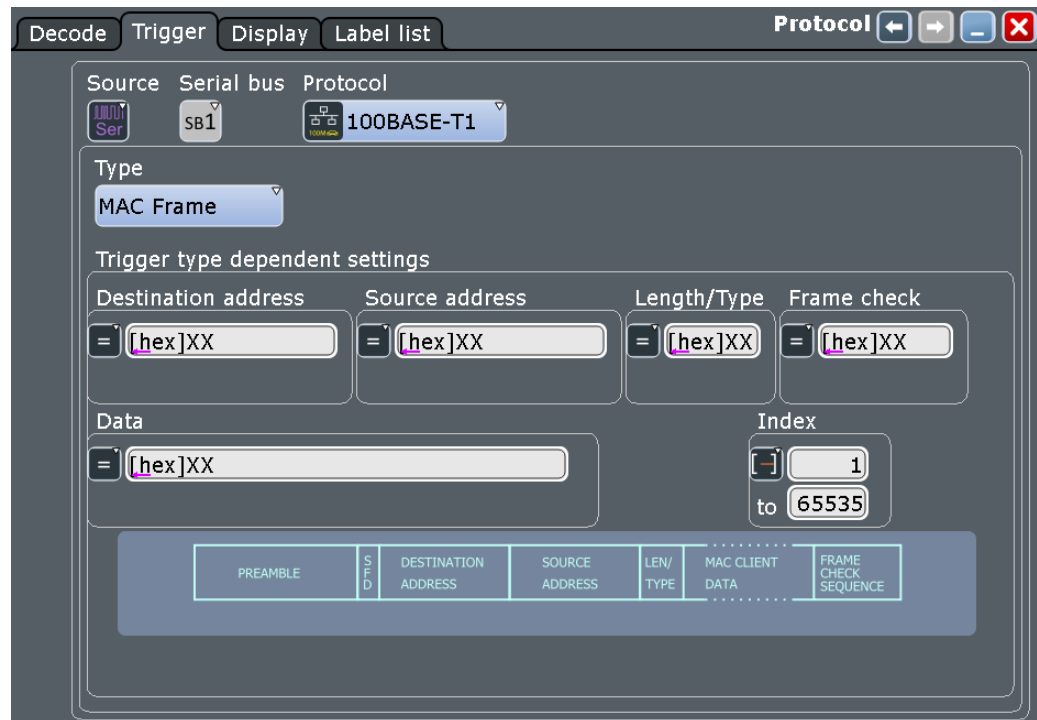 Decode Trigger Display Label list Protocol
Source Serial bus Protocol
Ser SB1 100M 100BASE-T1
Type
MAC Frame
Trigger type dependent settings
Destination address Source address Length/Type Frame check
= [hex]XX = [hex]XX = [hex]XX = [hex]XX
Data Index
= [hex]XX 1
to 65535
PREAMBLE
SFD
DESTINATION
ADDRESS
SOURCE
ADDRESS
LEN/
TYPE
MAC CLIENT
DATA
FRAME
CHECK
SEQUENCE